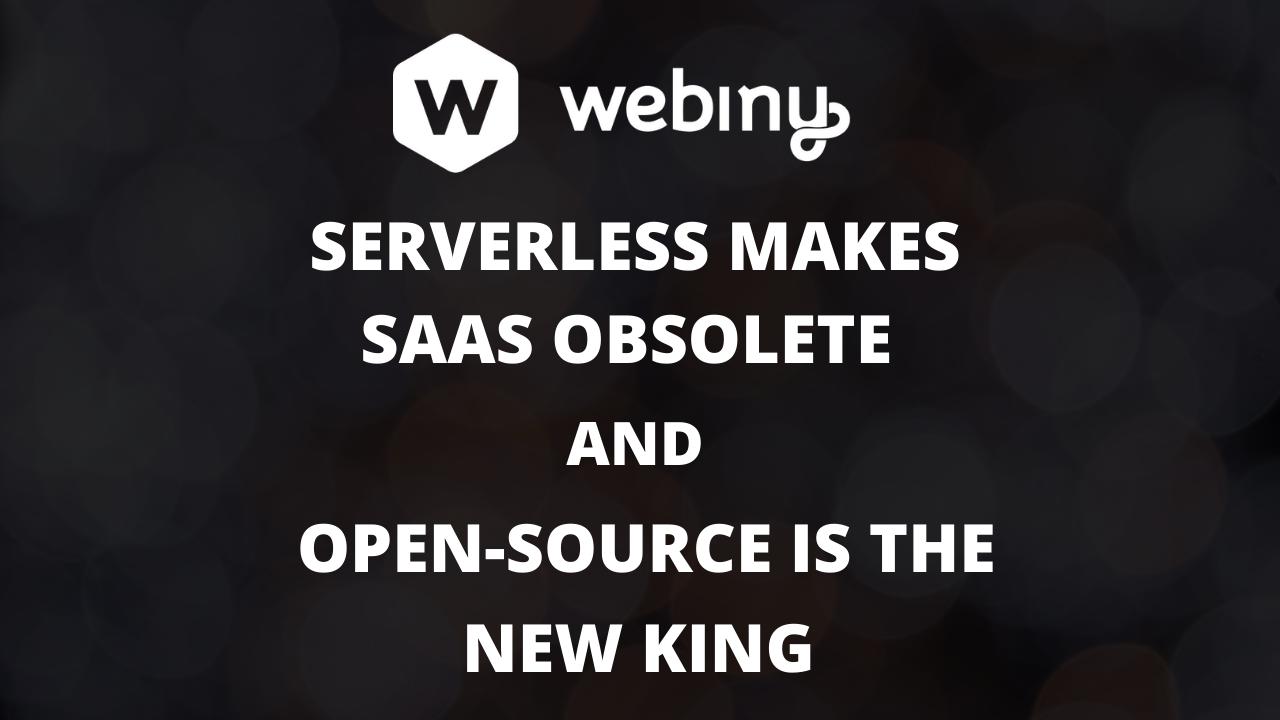 W webiny
SERVERLESS MAKES
SAAS OBSOLETE
AND
OPEN-SOURCE IS THE
NEW KING